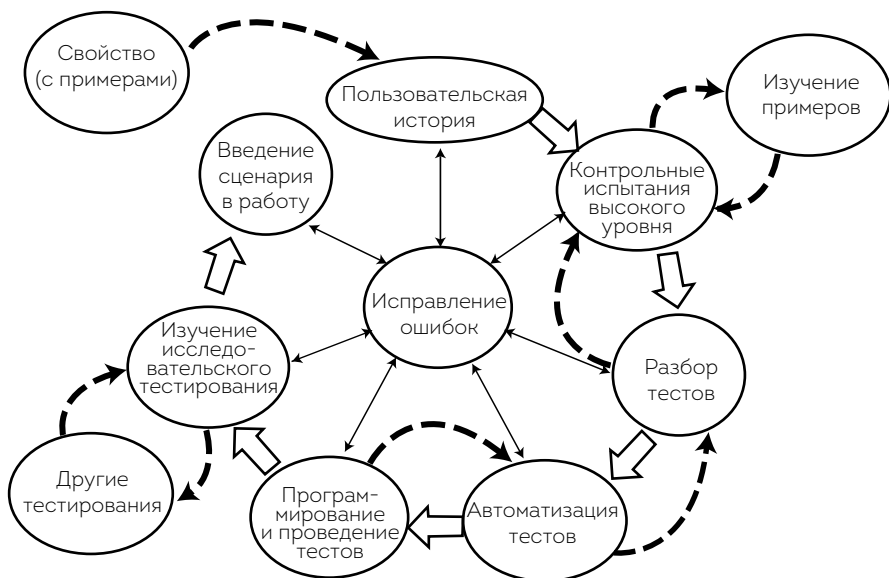 Свойство
(с примерами)
Пользовательская
история
Изучение
примеров
Введение
сценария
в работу
Контрольные
испытания
высокого
уровня
Исправление
ошибок
Изучение
исследо-
вательского
тестирования
Разбор
тестов
Другие
тестирования
Програм-
мирование
и проведение
тестов
Автоматизация
тестов